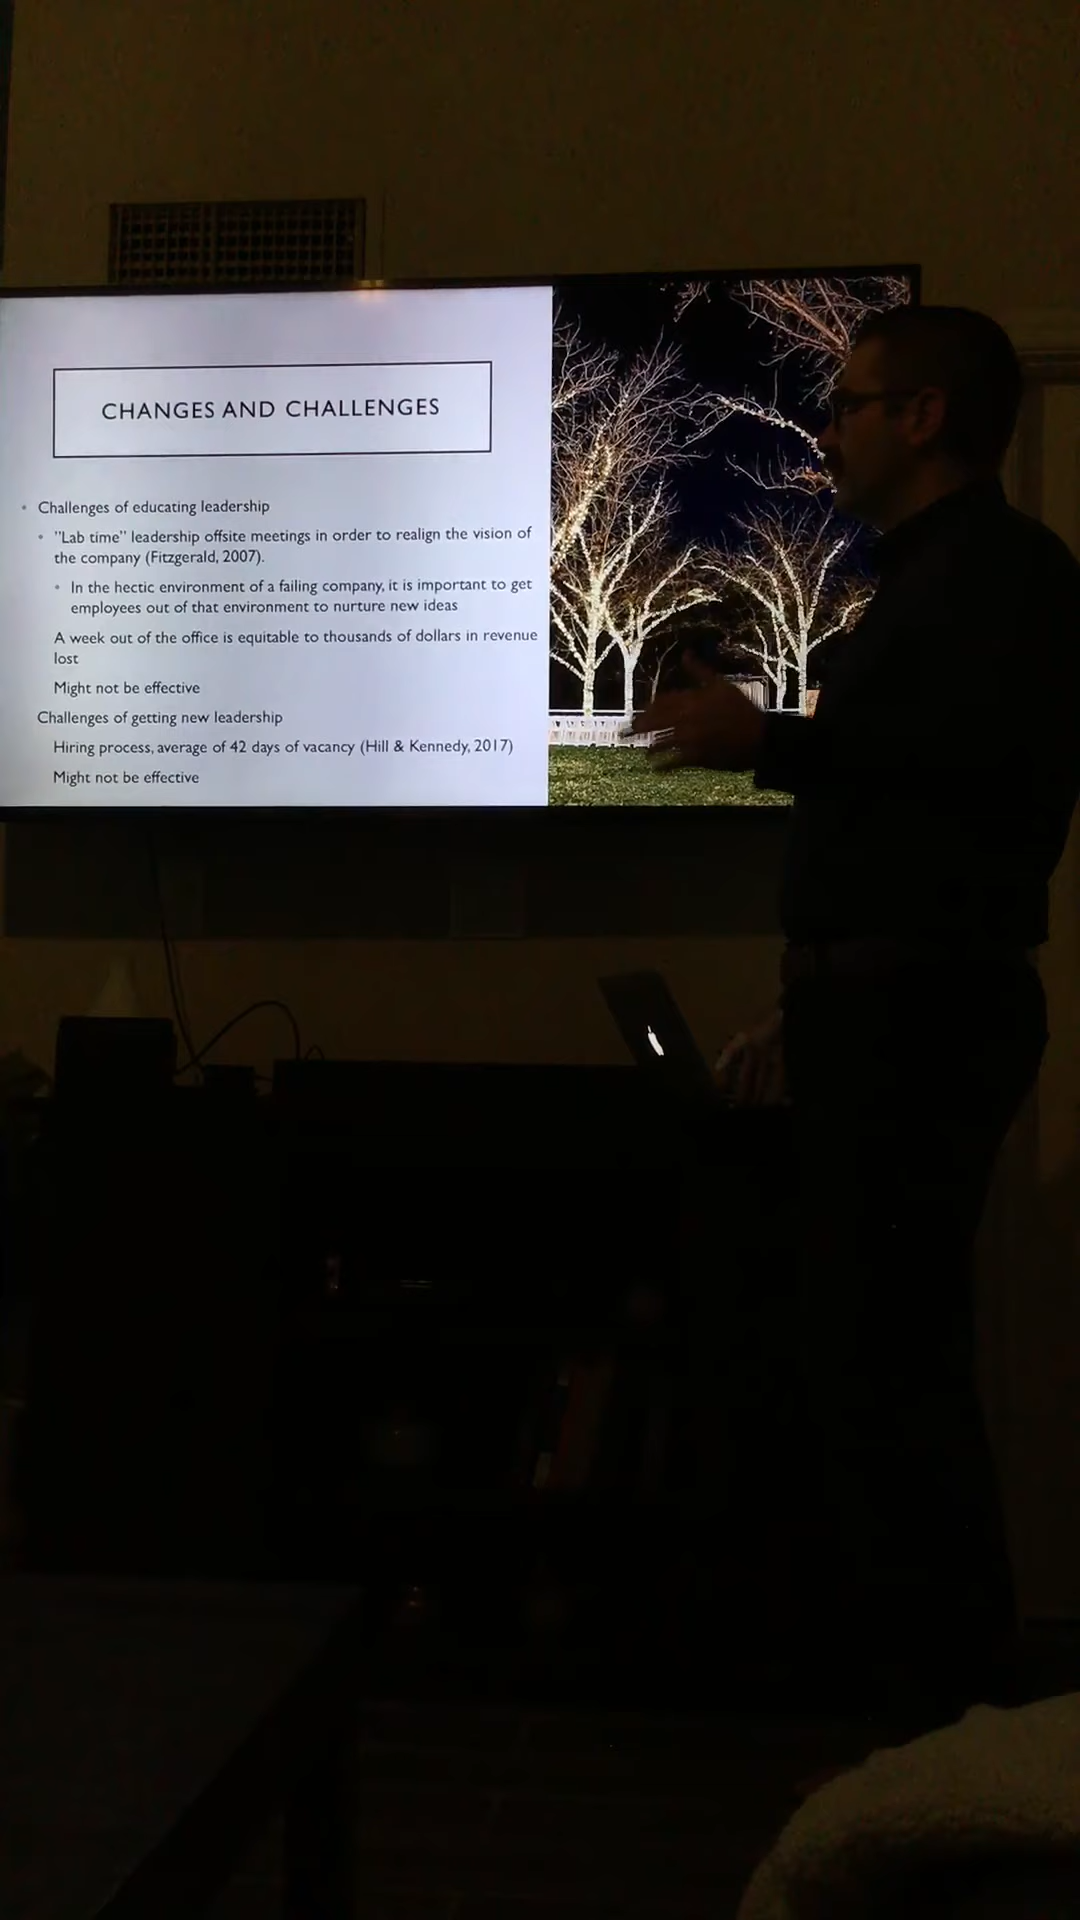 CHANGES AND CHALLENGES
• Challenges of educating leadership
• "Lab time" leadership offsite meetings in order to realign the vision of
the company (Fitzgerald, 2007).
• In the hectic environment of a failing company, it is important to get
employees out of that environment to nurture new ideas
A week out of the office is equitable to thousands of dollars in revenue
lost
Might not be effective
Challenges of getting new leadership
Hiring process, average of 42 days of vacancy (Hill & Kennedy, 2017)
Might not be effective